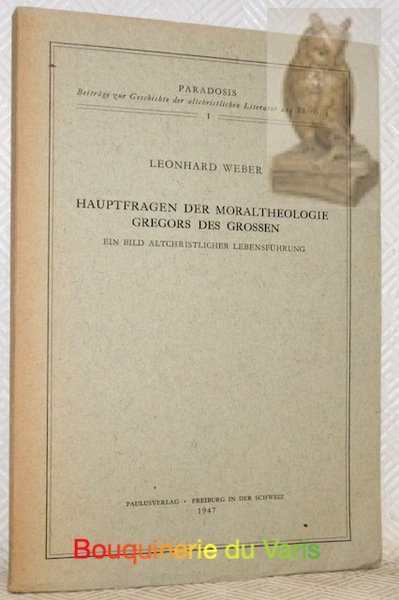 PARADOSIS
Beiträge zur Geschichte der altchristlichen Literatur und Theologie
1
LEONHARD WEBER
HAUPTFRAGEN DER MORALTHEOLOGIE
GREGORS DES GROSSEN
EIN BILD ALTCHRISTLICHER LEBENSFÜHRUNG
PAULUSVERLAG • FREIBURG IN DER SCHWEIZ
1947
Bouquinerie du Varis